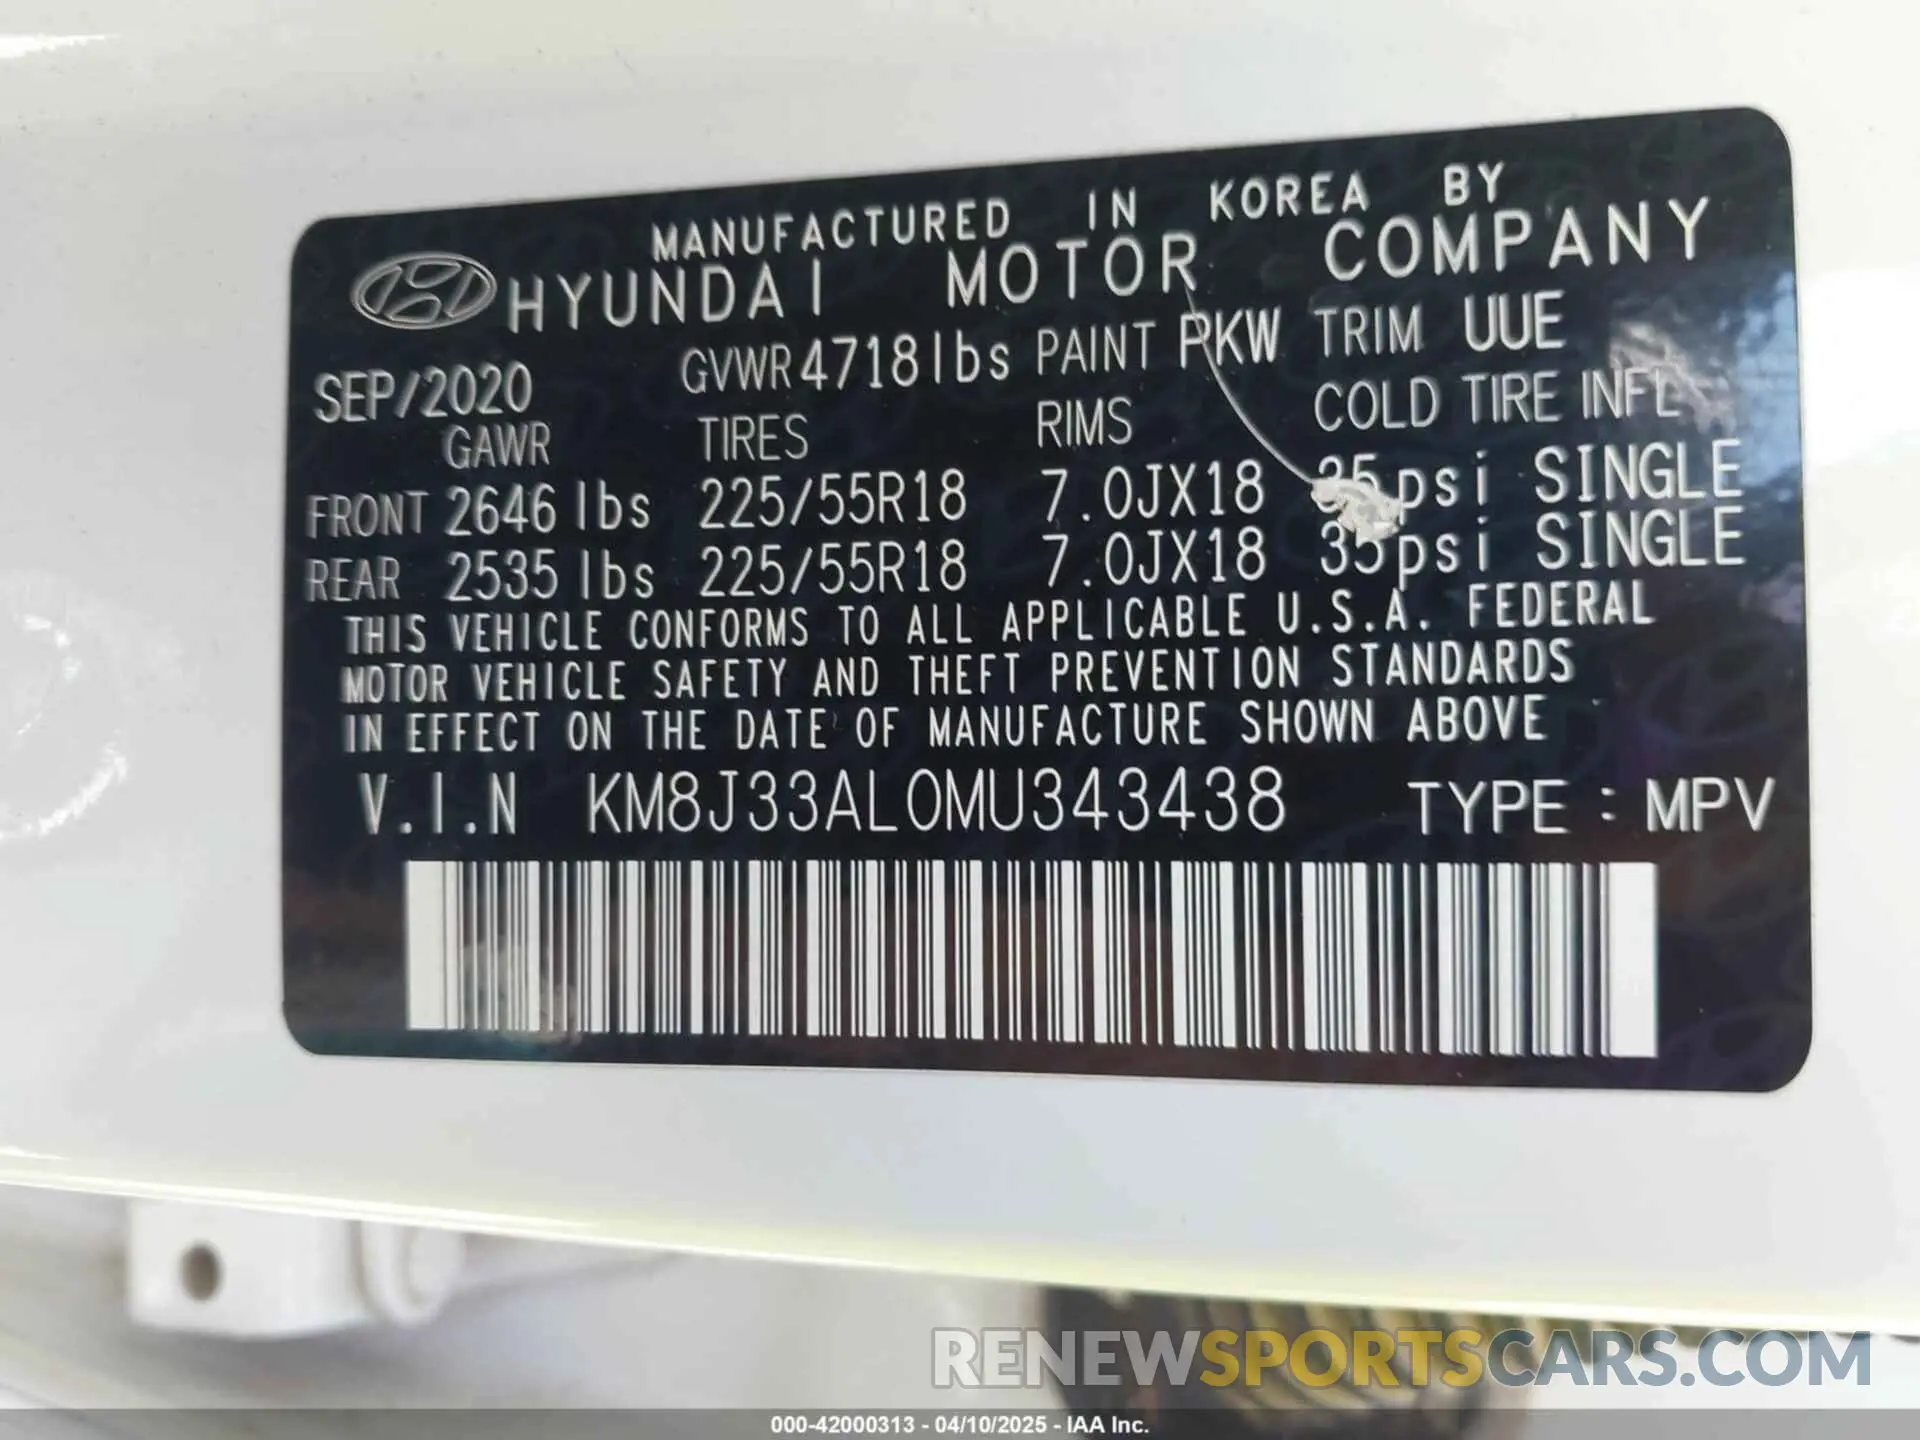 MANUFACTURED IN KOREA BY
HYUNDAI MOTOR COMPANY
SEP/2020 GVWR 4718lbs PAINT PKW TRIM UUE
GAWR TIRES RIMS COLD TIRE INFL
FRONT 2646lbs 225/55R18 7.0JX18 35psi SINGLE
REAR 2535lbs 225/55R18 7.0JX18 35psi SINGLE
THIS VEHICLE CONFORMS TO ALL APPLICABLE U.S.A. FEDERAL
MOTOR VEHICLE SAFETY AND THEFT PREVENTION STANDARDS
IN EFFECT ON THE DATE OF MANUFACTURE SHOWN ABOVE
V.I.N KM8J33AL0MU343438 TYPE : MPV
RENEWSPORTSCARS.COM
000-42000313 - 04/10/2025 - IAA Inc.